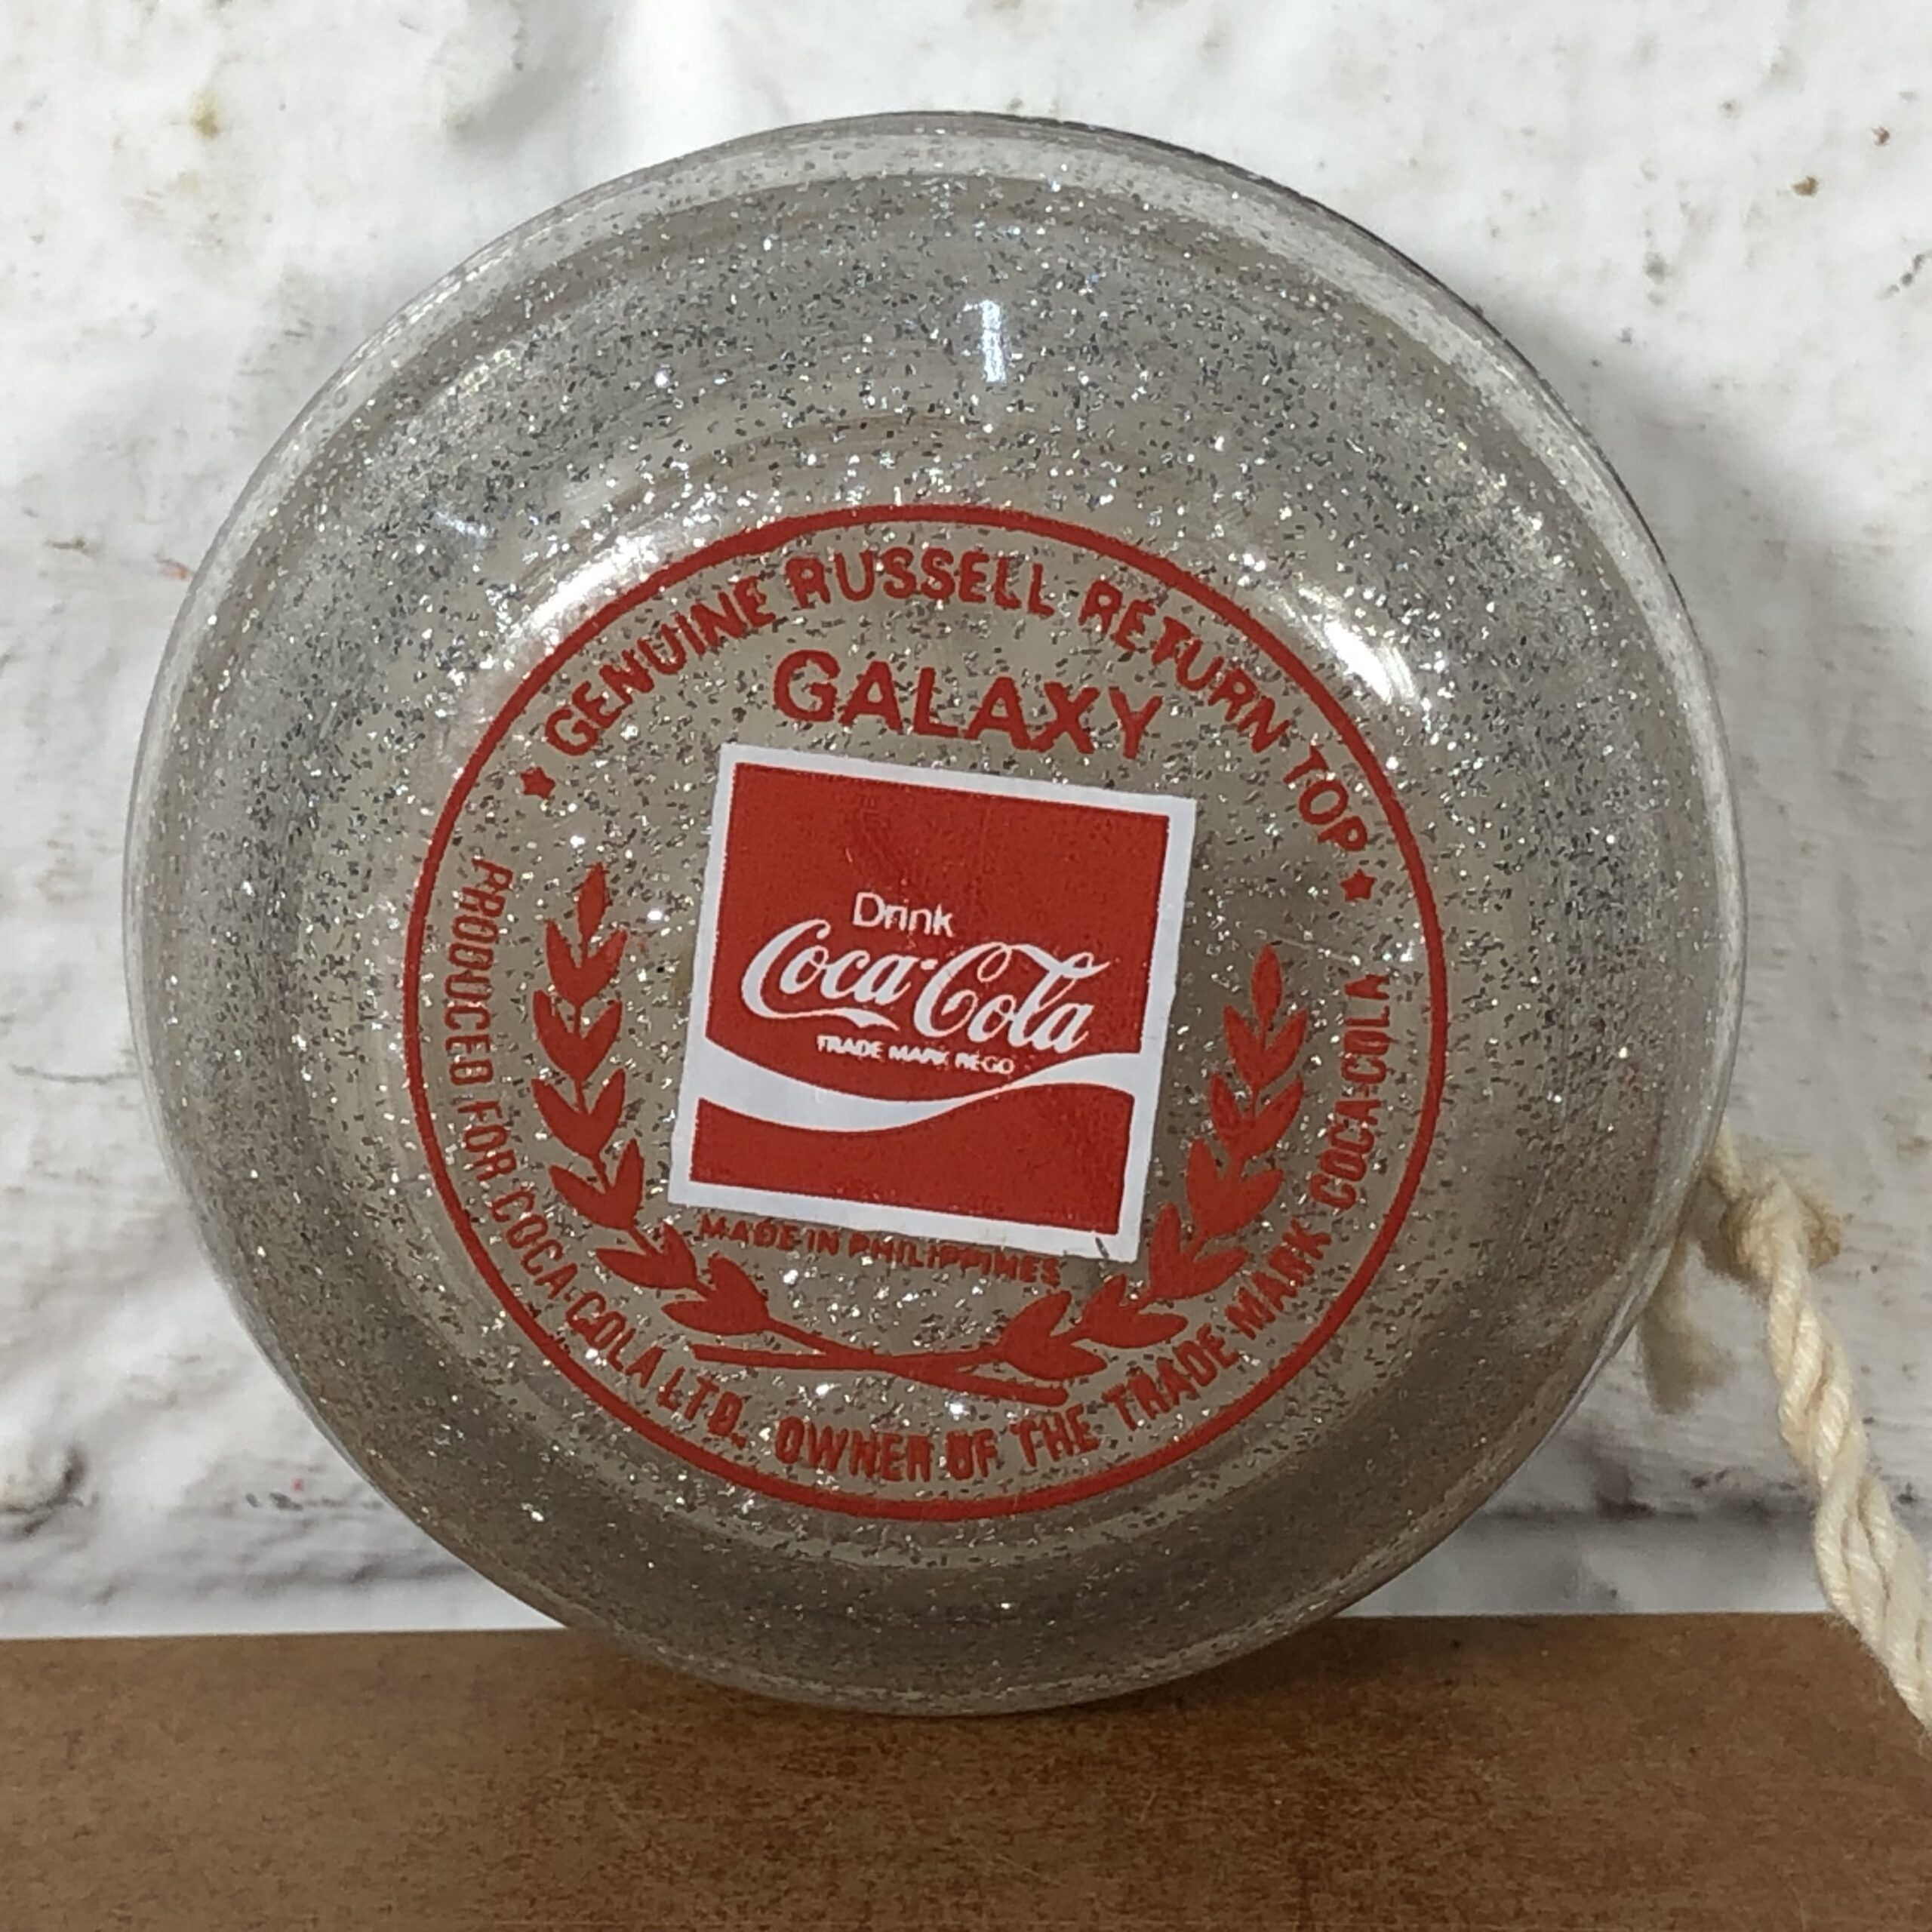 ★ GENUINE RUSSELL RETURN TOP ★
GALAXY
Drink
Coca-Cola
TRADE MARK REGD
MADE IN PHILIPPINES
PRODUCED FOR COCA-COLA LTD. OWNER OF THE TRADE MARK COCA-COLA